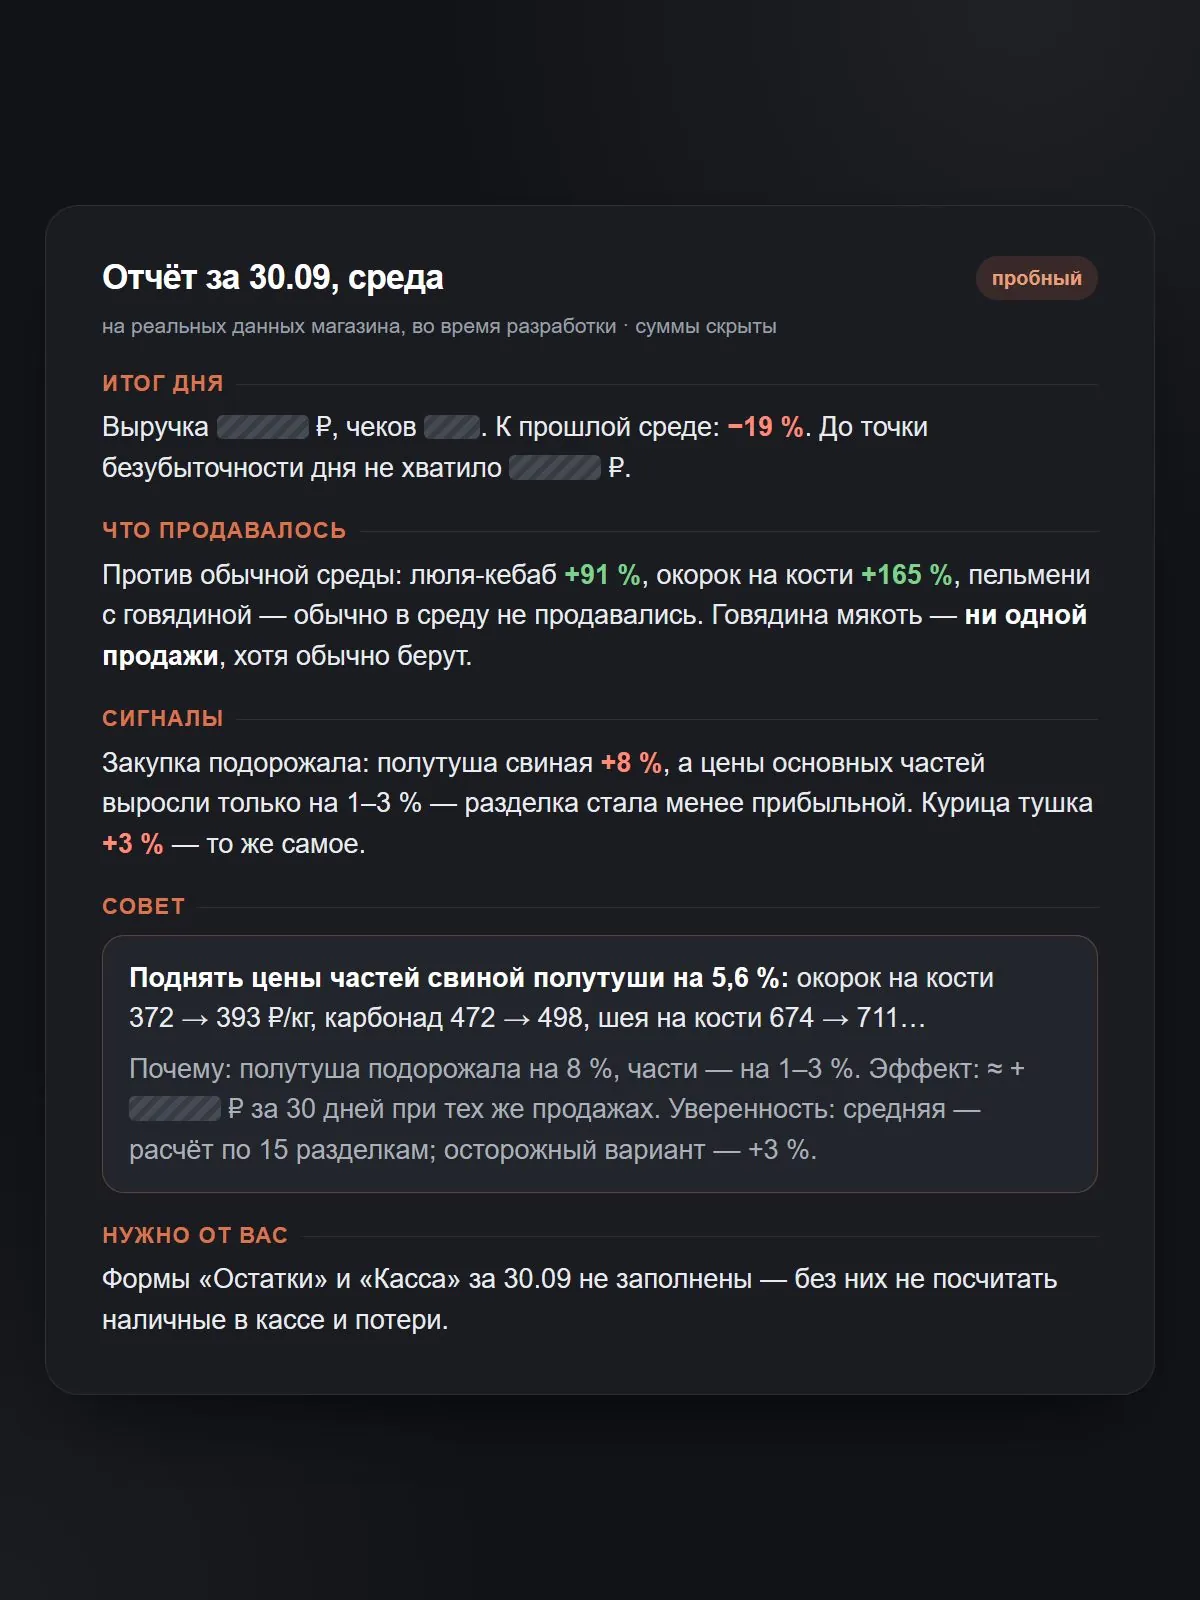 Отчёт за 30.09, среда
пробный
на реальных данных магазина, во время разработки · суммы скрыты
ИТОГ ДНЯ
Выручка ₽, чеков . К прошлой среде: −19 %. До точки
безубыточности дня не хватило ₽.
ЧТО ПРОДАВАЛОСЬ
Против обычной среды: люля-кебаб +91 %, окорок на кости +165 %, пельмени
с говядиной — обычно в среду не продавались. Говядина мякоть — ни одной
продажи, хотя обычно берут.
СИГНАЛЫ
Закупка подорожала: полутуша свиная +8 %, а цены основных частей
выросли только на 1–3 % — разделка стала менее прибыльной. Курица тушка
+3 % — то же самое.
СОВЕТ
Поднять цены частей свиной полутуши на 5,6 %: окорок на кости
372 → 393 ₽/кг, карбонад 472 → 498, шея на кости 674 → 711…
Почему: полутуша подорожала на 8 %, части — на 1–3 %. Эффект: ≈ +
₽ за 30 дней при тех же продажах. Уверенность: средняя —
расчёт по 15 разделкам; осторожный вариант — +3 %.
НУЖНО ОТ ВАС
Формы «Остатки» и «Касса» за 30.09 не заполнены — без них не посчитать
наличные в кассе и потери.